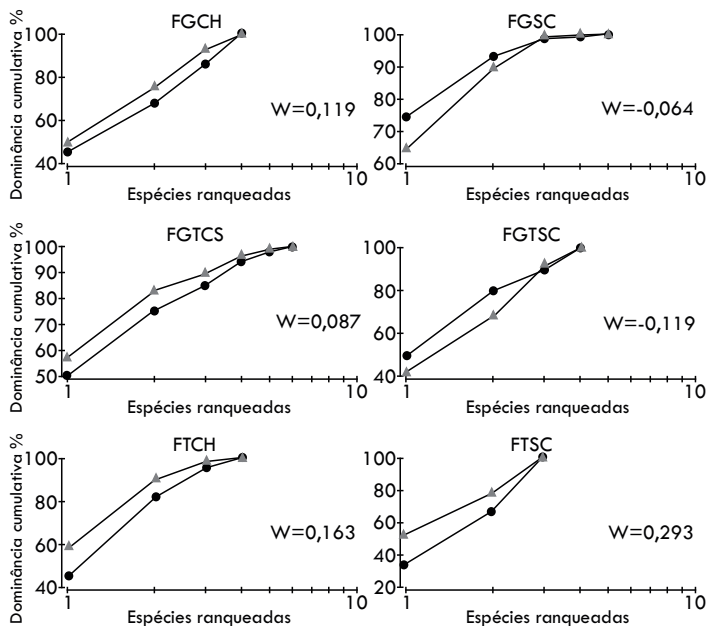 FGCH
Dominância cumulativa %
100
80
60
40
W=0,119
1
10
Espécies ranqueadas
FGSC
100
90
80
70
60
W=-0,064
1
10
Espécies ranqueadas
FGTCS
Dominância cumulativa %
100
90
80
70
60
50
W=0,087
1
10
Espécies ranqueadas
FGTSC
100
80
60
40
W=-0,119
1
10
Espécies ranqueadas
FTCH
Dominância cumulativa %
100
80
60
40
W=0,163
1
10
Espécies ranqueadas
FTSC
100
80
60
40
20
W=0,293
1
10
Espécies ranqueadas